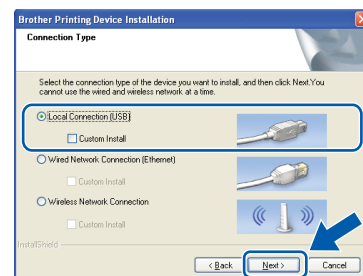 Brother Printing Device Installation
Connection Type
Select the connection type of the device you want to install, and then click Next.You
cannot use the wired and wireless network at a time.
Local Connection (USB)
Custom Install
Wired Network Connection (Ethernet)
Custom Install
Wireless Network Connection
Custom Install
InstallShield
< Back
Next >
Cancel